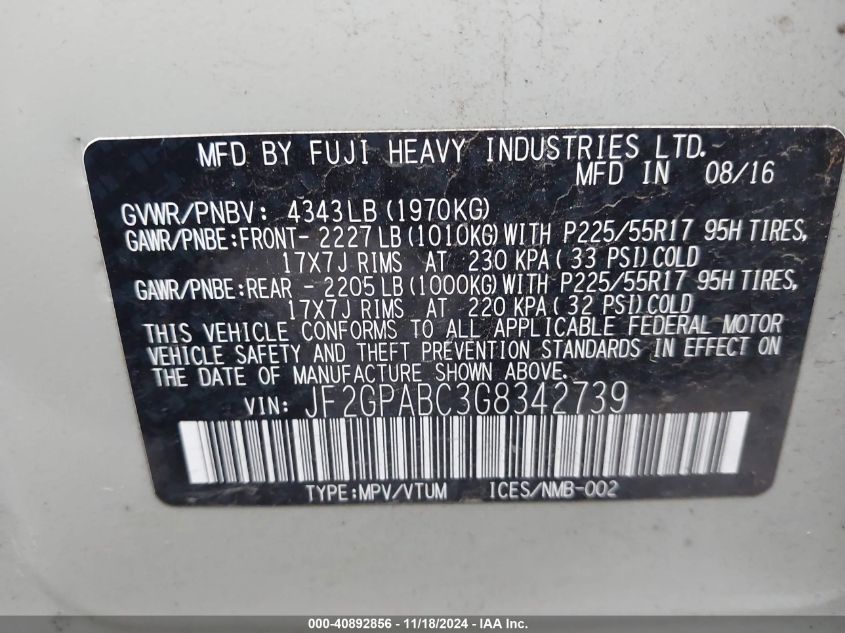 MFD BY FUJI HEAVY INDUSTRIES LTD.
MFD IN 08/16
GVWR/PNBV: 4343LB (1970KG)
GAWR/PNBE:FRONT- 2227 LB (1010KG) WITH P225/55R17 95H TIRES,
17X7J RIMS AT 230 KPA ( 33 PSI) COLD
GAWR/PNBE:REAR - 2205 LB (1000KG) WITH P225/55R17 95H TIRES,
17X7J RIMS AT 220 KPA ( 32 PSI) COLD
THIS VEHICLE CONFORMS TO ALL APPLICABLE FEDERAL MOTOR
VEHICLE SAFETY AND THEFT PREVENTION STANDARDS IN EFFECT ON
THE DATE OF MANUFACTURE SHOWN ABOVE.
VIN: JF2GPABC3G8342739
TYPE:MPV/VTUM ICES/NMB-002
000-40892856 - 11/18/2024 - IAA Inc.